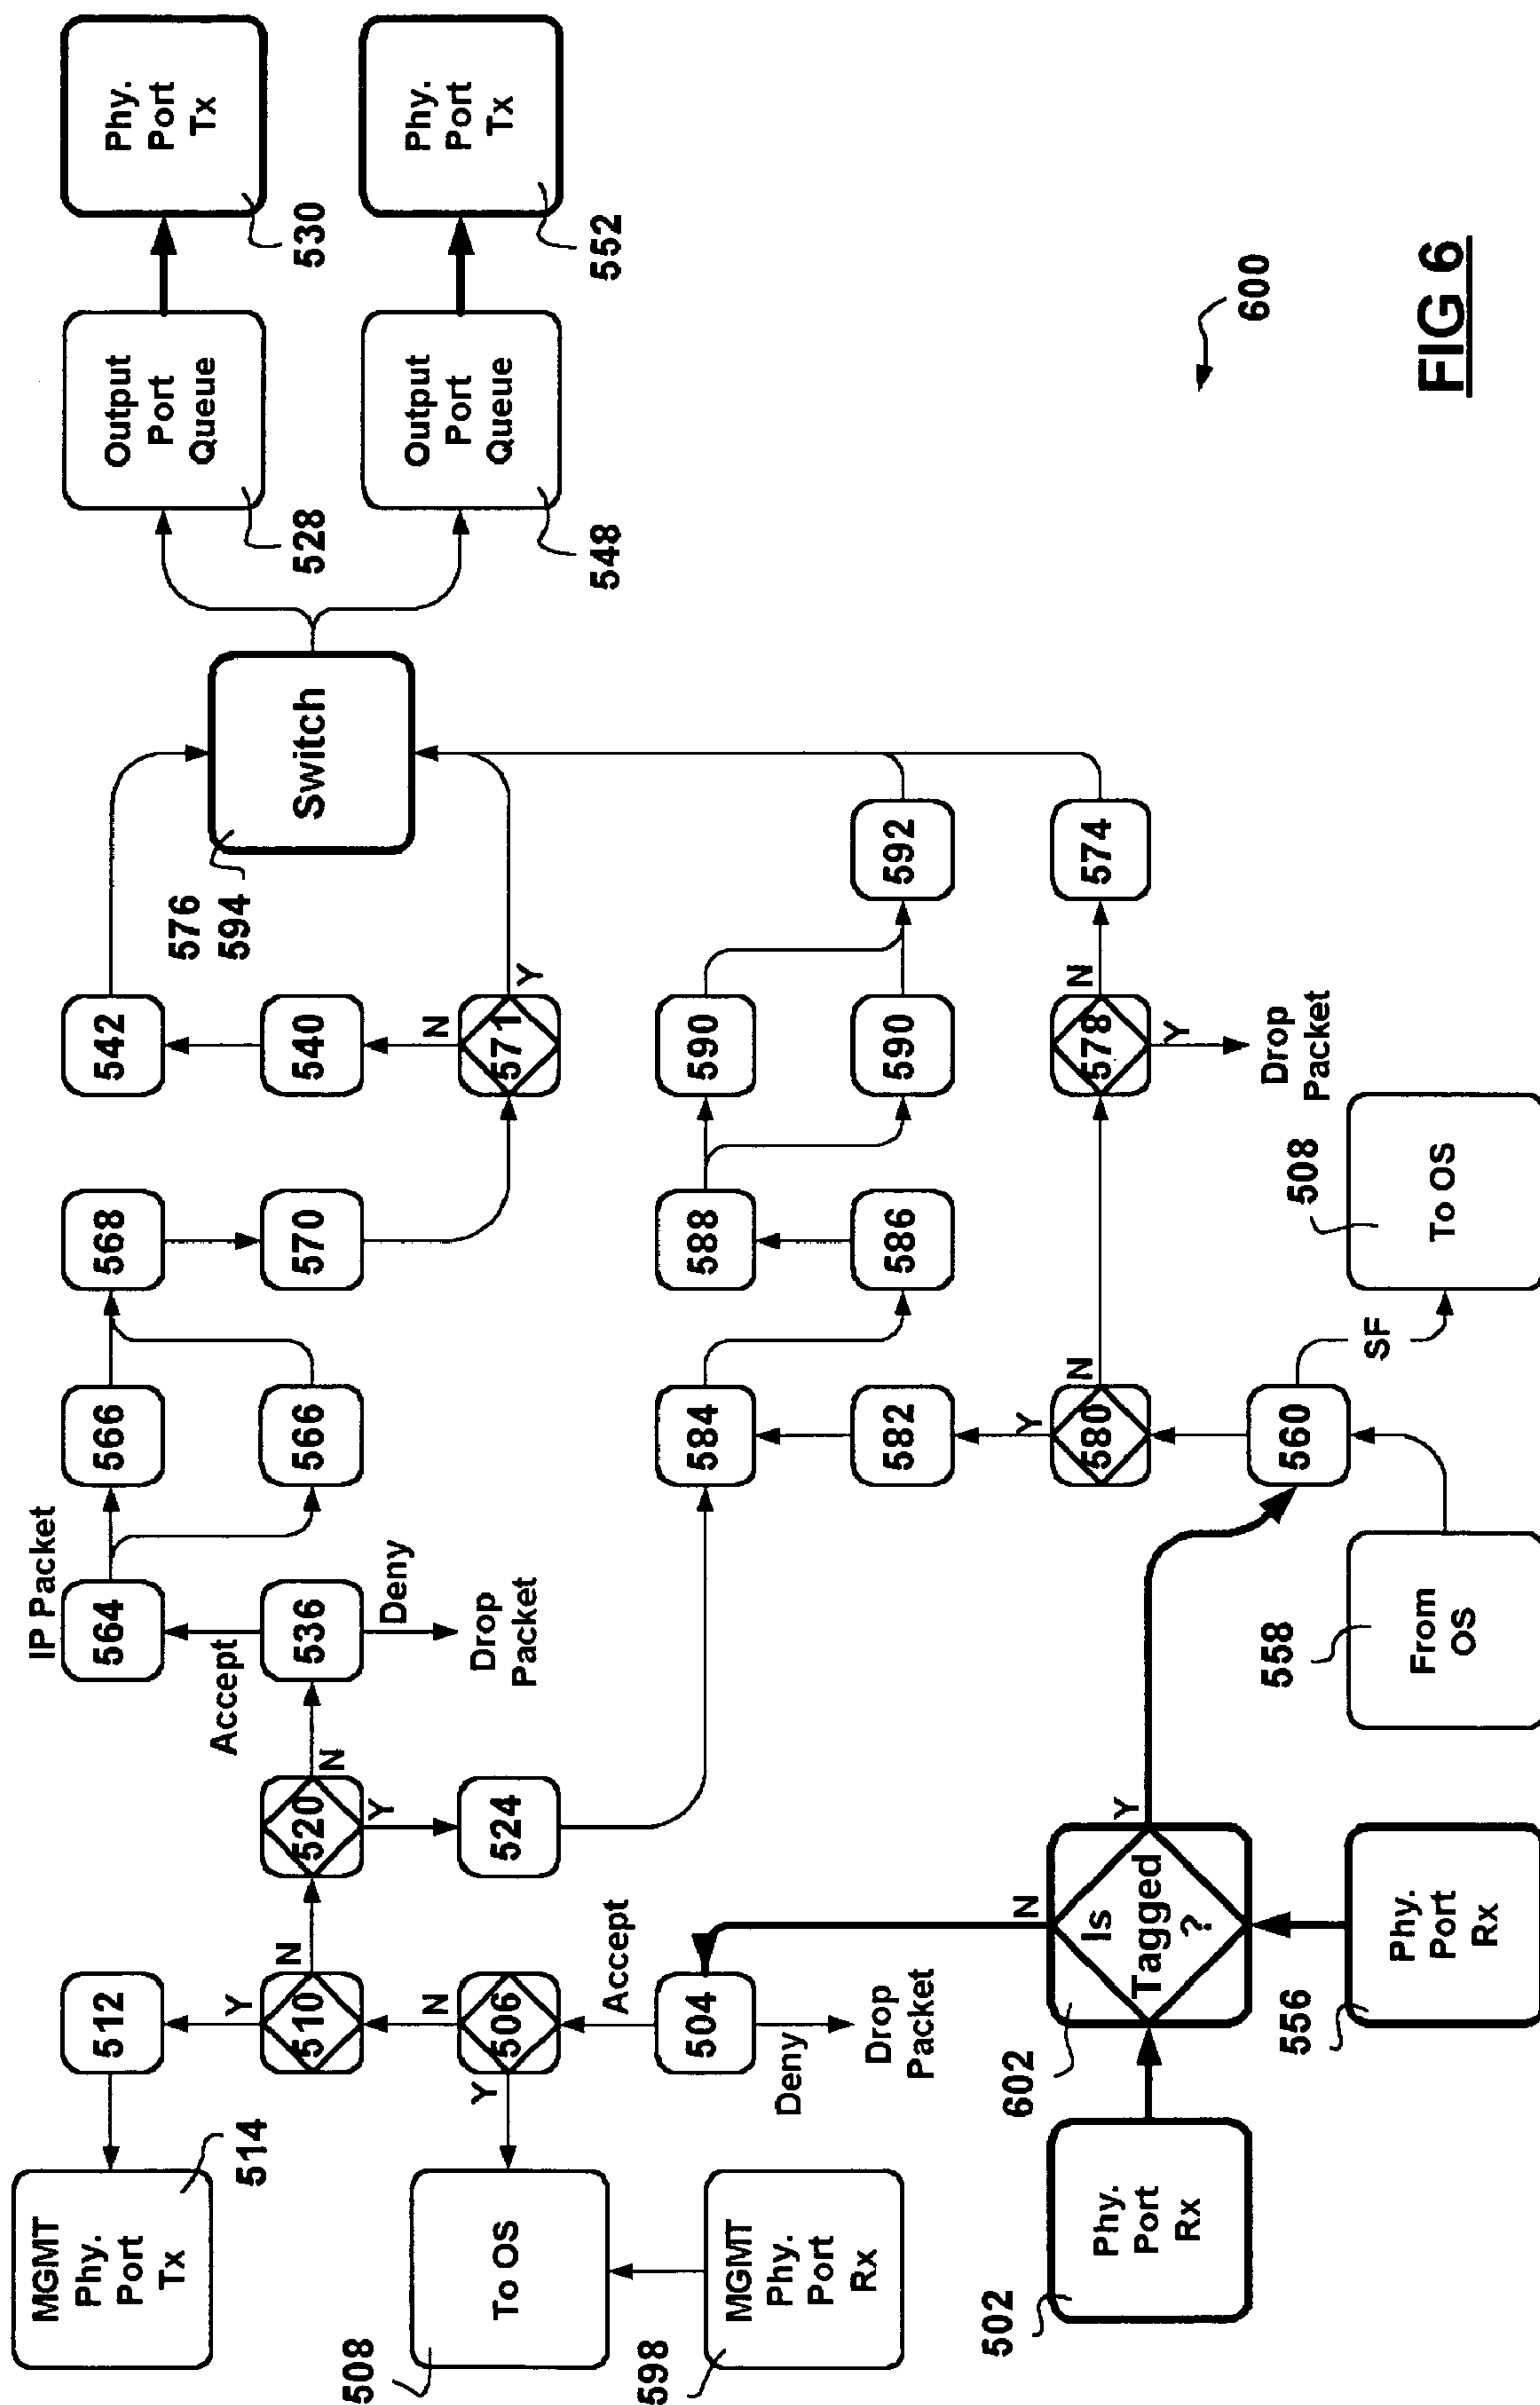 MGMT
Phy.
Port
Tx
514
512
Y
510
N
520
N
Y
524
Accept
536
Deny
Drop
Packet
IP Packet
564
566
566
568
570
542
540
N
571
Y
576
594
Switch
Output
Port
Queue
528
Phy.
Port
Tx
530
Output
Port
Queue
548
Phy.
Port
Tx
552
508
To OS
Y
506
N
Accept
504
Deny
Drop
Packet
598
MGMT
Phy.
Port
Rx
584
582
588
586
590
590
592
502
Phy.
Port
Rx
602
Is
Tagged
?
N
Y
556
Phy.
Port
Rx
558
From
OS
560
SF
508
To OS
Y
580
N
578
N
Y
Drop
Packet
574
600
FIG 6